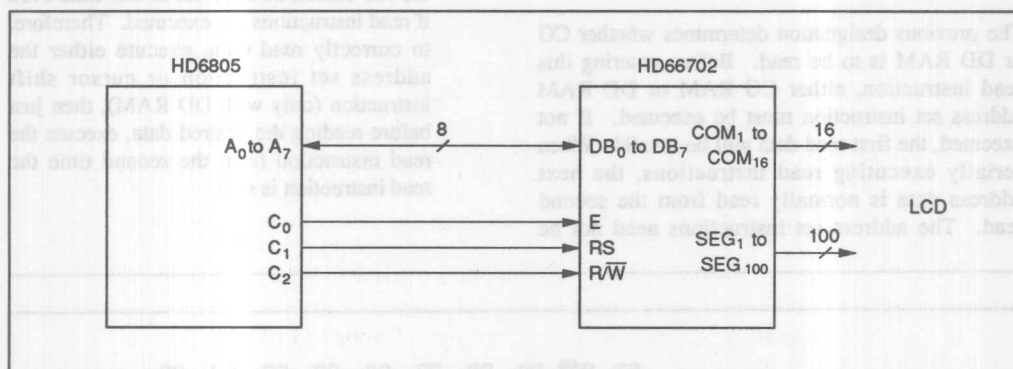 HD6805
HD66702
A0 to A7
8
DB0 to DB7
COM1 to
COM16
16
LCD
C0
E
C1
RS
SEG1 to
SEG100
100
C2
R/W̅
The previous designation determines whether CG
or DD RAM is to be read. Before entering this
read instruction, either CG RAM or DD RAM
address set instruction must be executed. If not
executed, the first read data will be
serially executing read instructions, the next
address data is normally read from the second
read. The address set instructions need not be
if read instructions are executed. Therefore,
to correctly read execute either the
address set instruction or cursor shift
instruction (only with DD RAM), then just
before reading the desired data, execute the
read instruction from the second time the
read instruction is